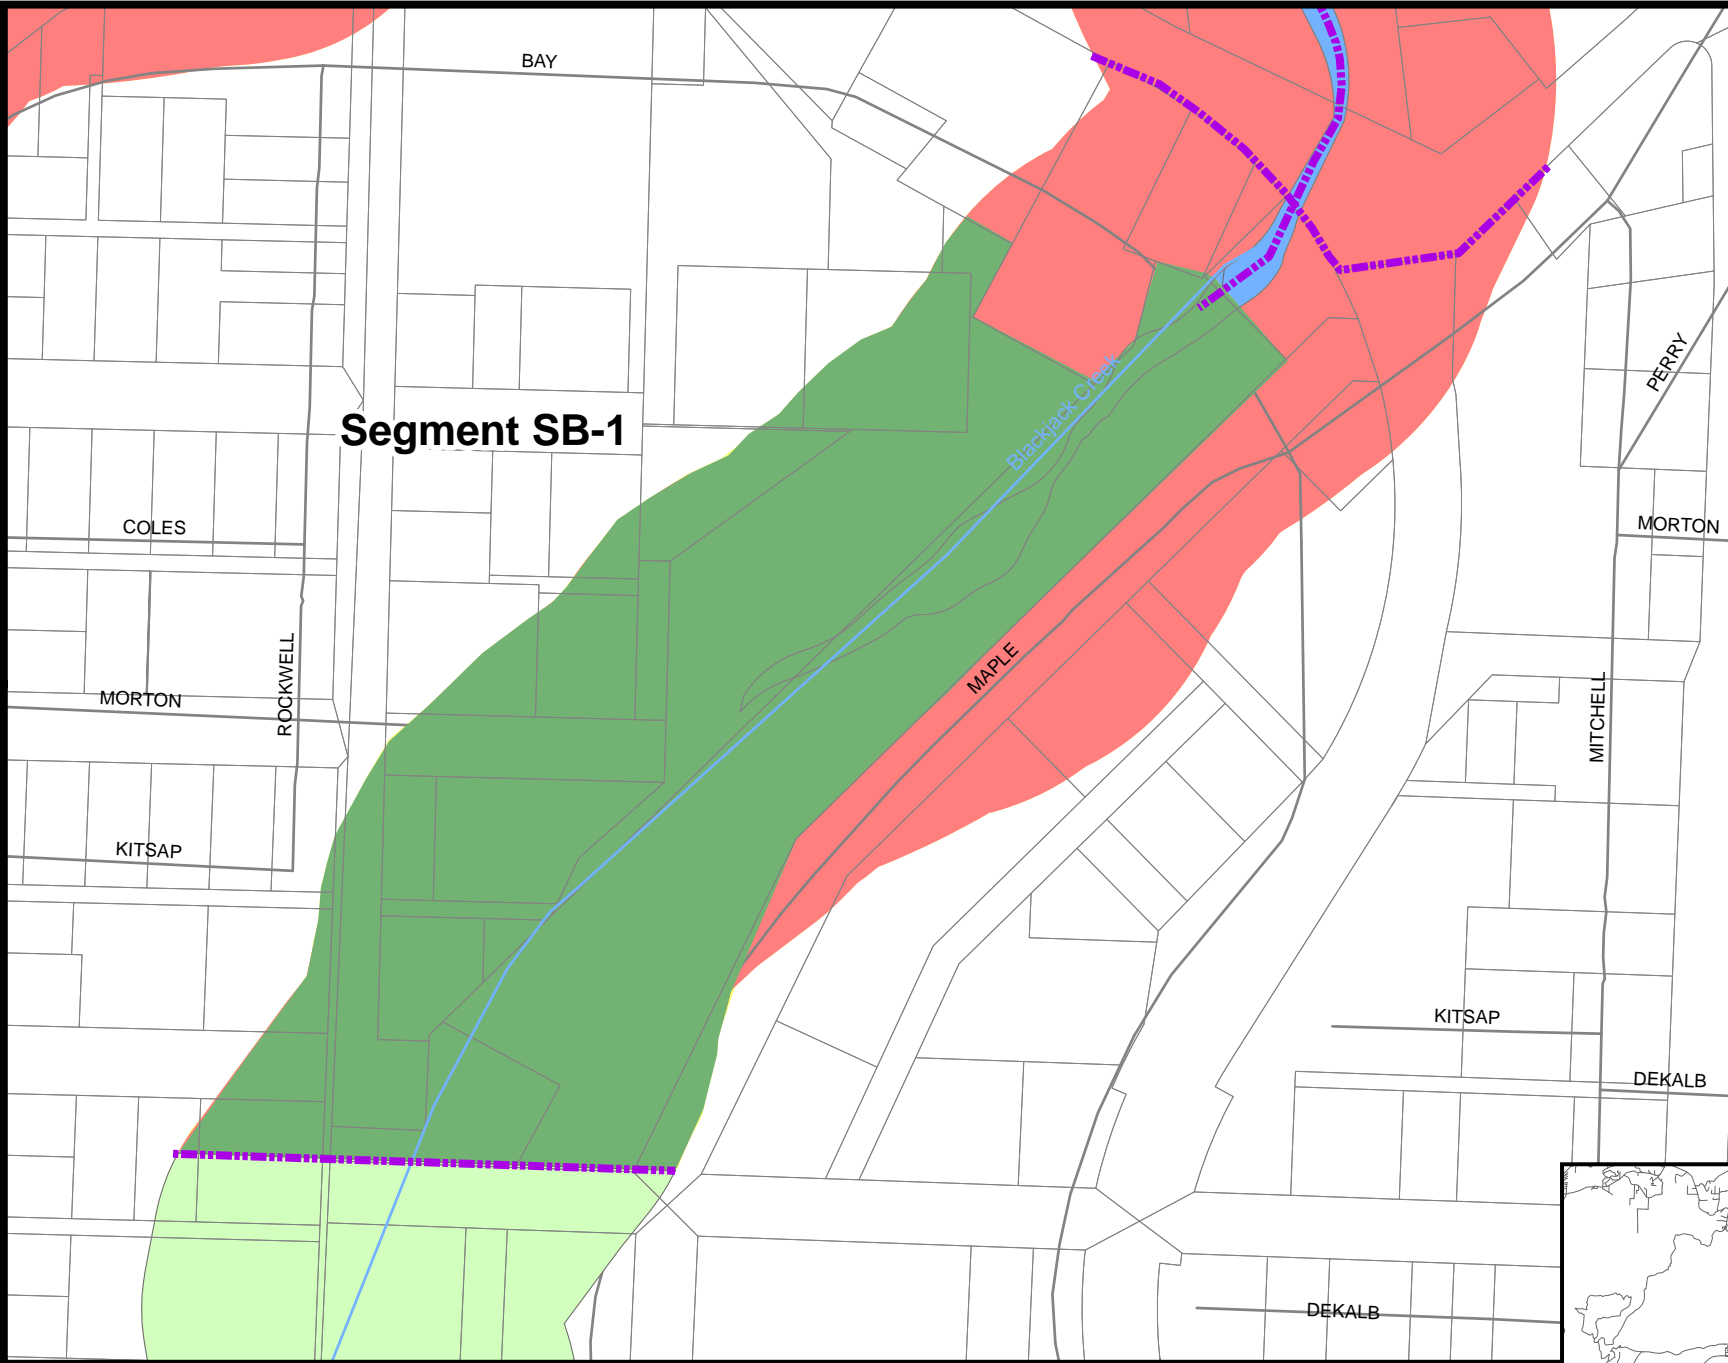 BAY
PERRY
Blackjack Creek
Segment SB-1
COLES
MORTON
ROCKWELL
MAPLE
MORTON
MITCHELL
KITSAP
KITSAP
DEKALB
DEKALB